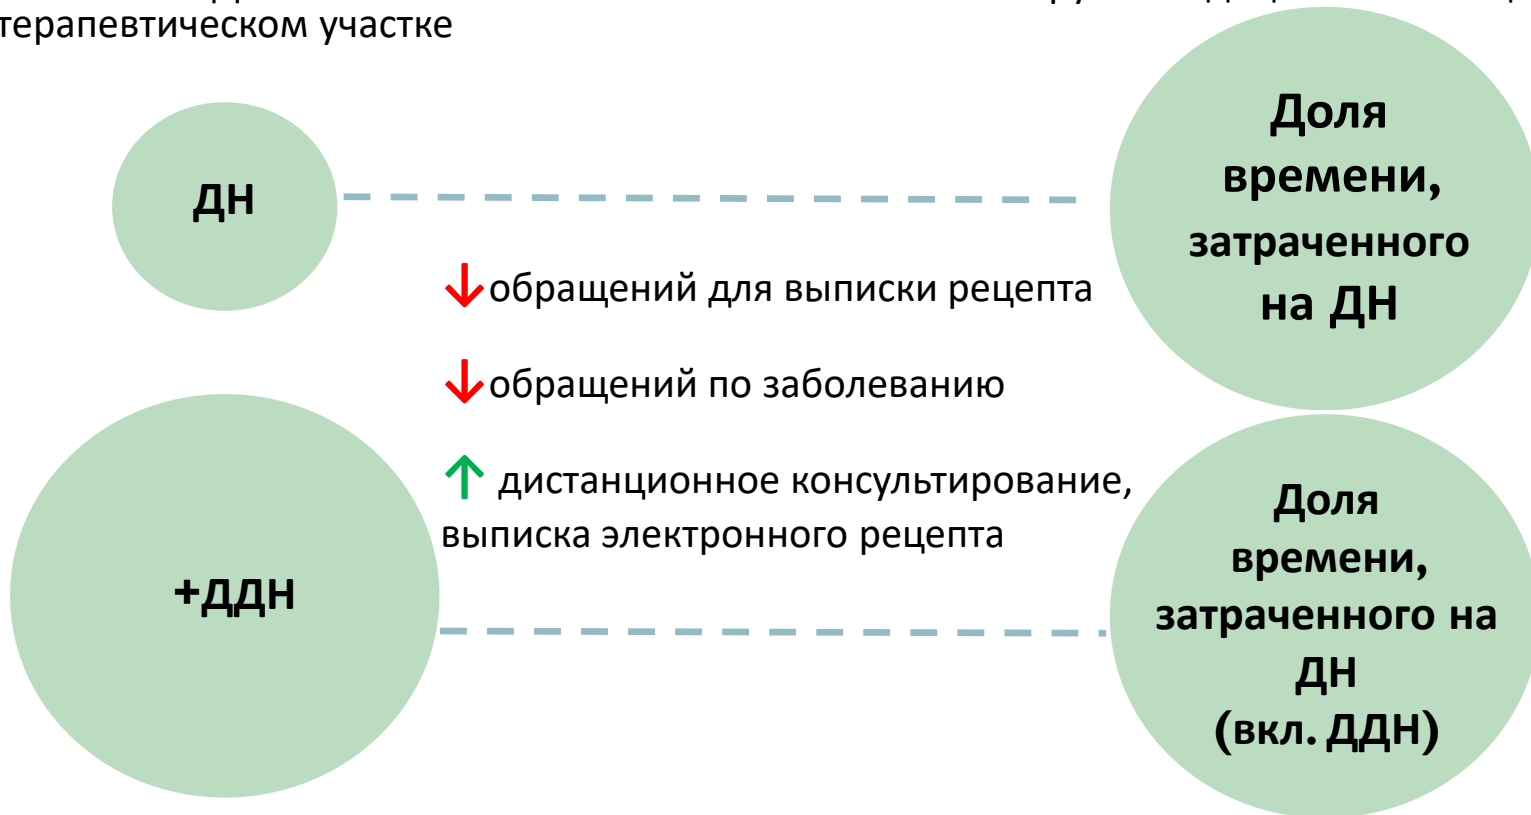 терапевтическом участке
ДН
Доля
времени,
затраченного
на ДН
↓обращений для выписки рецепта
↓обращений по заболеванию
↑ дистанционное консультирование,
выписка электронного рецепта
+ДДН
Доля
времени,
затраченного на
ДН
(вкл. ДДН)